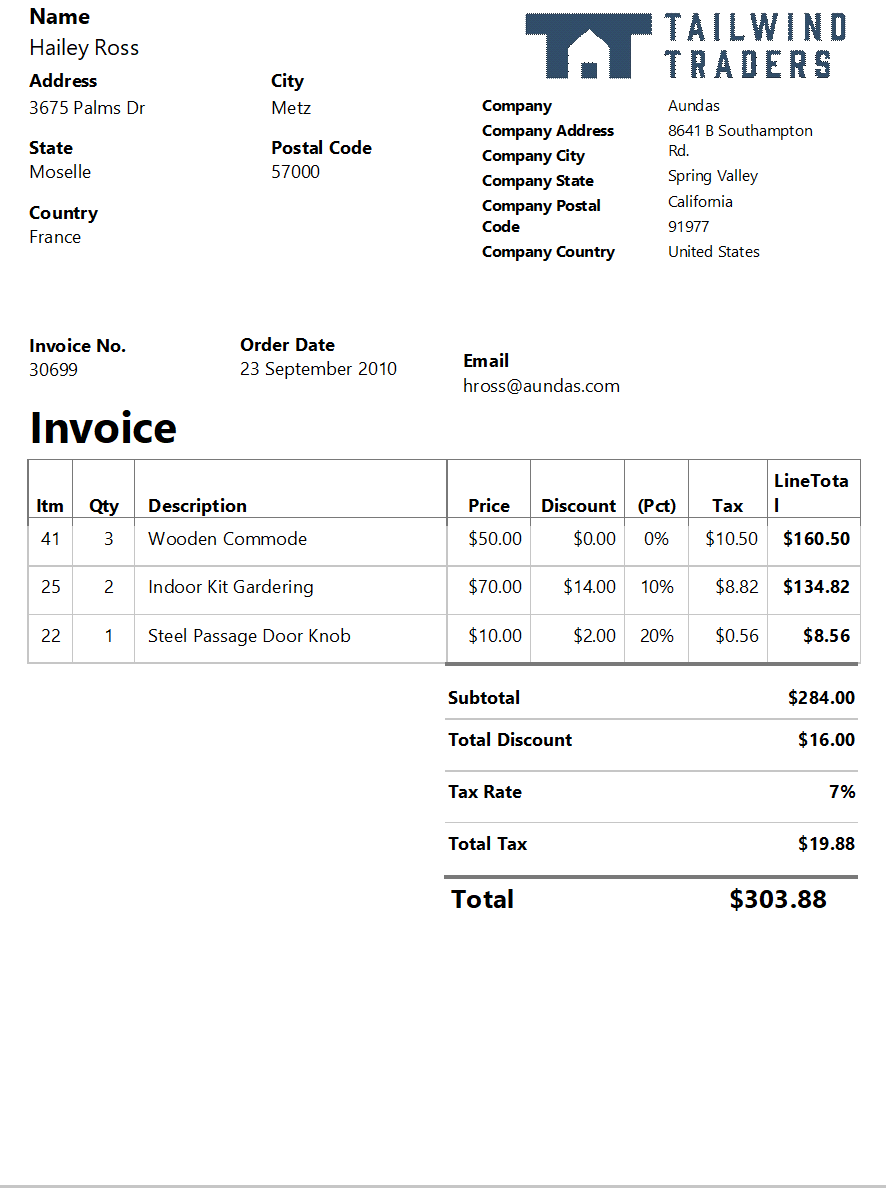 Name
Hailey Ross
Address City
3675 Palms Dr Metz
State Postal Code
Moselle 57000
Country
France
TAILWIND
TRADERS
Company Aundas
Company Address 8641 B Southampton
Rd.
Company City Spring Valley
Company State California
Company Postal
Code 91977
Company Country United States
Invoice No. Order Date
30699 23 September 2010
Email
hross@aundas.com
Invoice
Itm Qty Description Price Discount (Pct) Tax LineTota
l
41 3 Wooden Commode $50.00 $0.00 0% $10.50 $160.50
25 2 Indoor Kit Gardering $70.00 $14.00 10% $8.82 $134.82
22 1 Steel Passage Door Knob $10.00 $2.00 20% $0.56 $8.56
Subtotal $284.00
Total Discount $16.00
Tax Rate 7%
Total Tax $19.88
Total $303.88